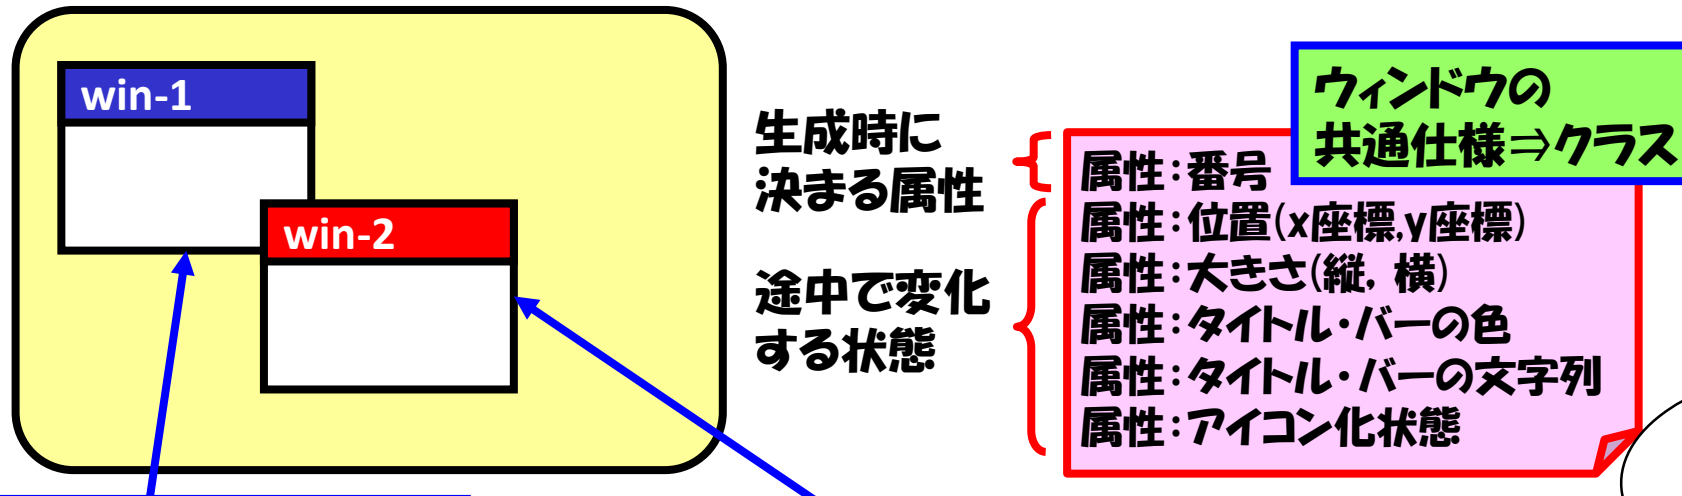 win-1
win-2
生成時に
決まる属性
途中で変化
する状態
ウィンドウの
共通仕様⇒クラス
属性:番号
属性:位置(x座標,y座標)
属性:大きさ(縦, 横)
属性:タイトル・バーの色
属性:タイトル・バーの文字列
属性:アイコン化状態